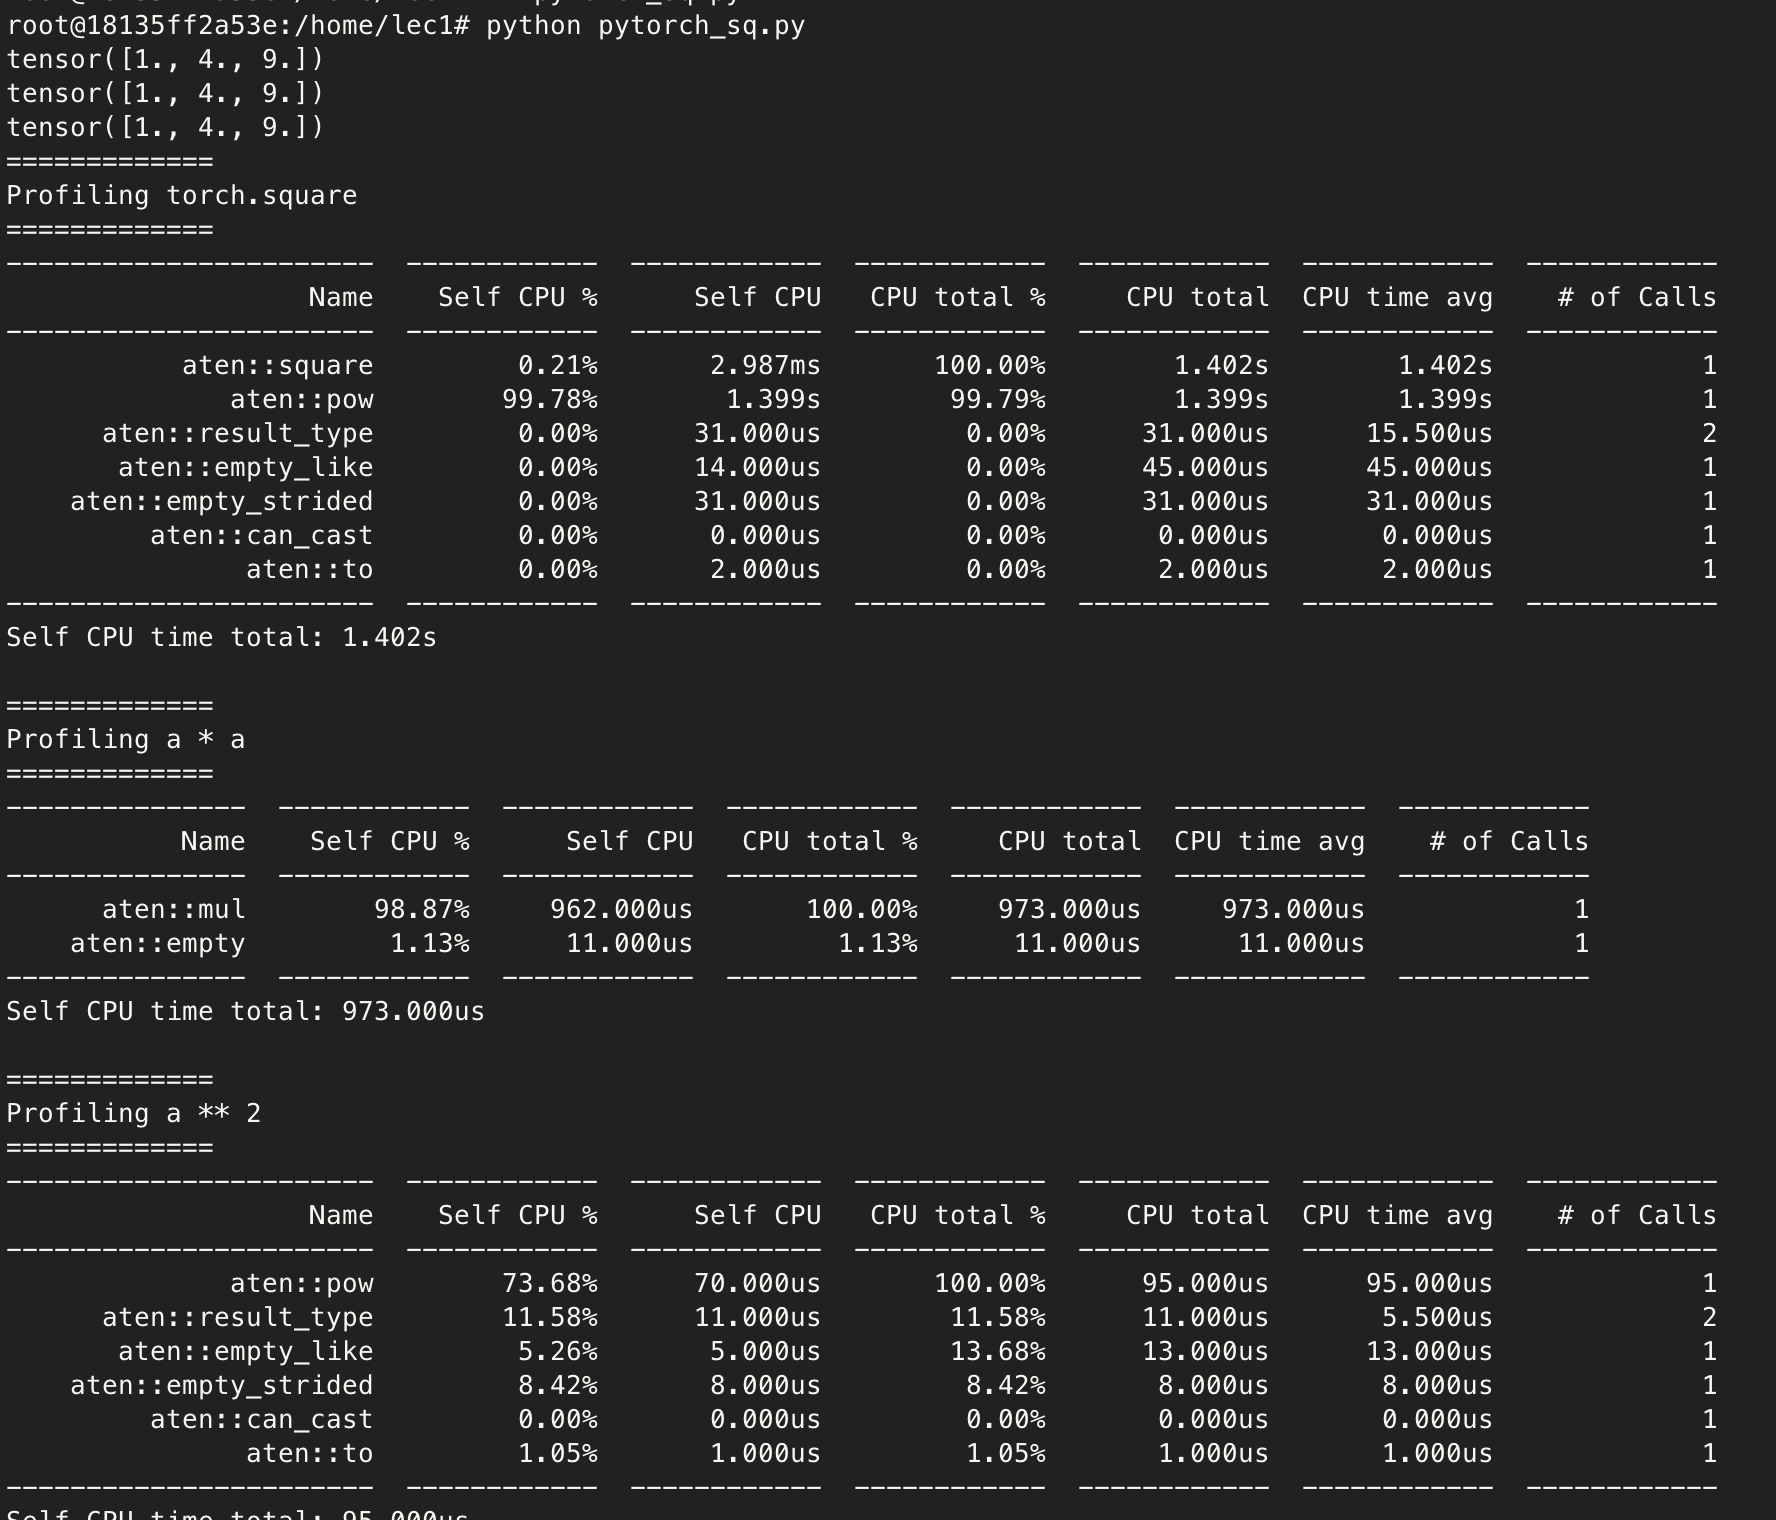 root@18135ff2a53e:/home/lec1# python pytorch_sq.py
tensor([1., 4., 9.])
tensor([1., 4., 9.])
tensor([1., 4., 9.])
=============
Profiling torch.square
=============
-----------------------  ------------  ------------  ------------  ------------  ------------  ------------
Name  Self CPU %  Self CPU  CPU total %  CPU total  CPU time avg  # of Calls
-----------------------  ------------  ------------  ------------  ------------  ------------  ------------
aten::square  0.21%  2.987ms  100.00%  1.402s  1.402s  1
aten::pow  99.78%  1.399s  99.79%  1.399s  1.399s  1
aten::result_type  0.00%  31.000us  0.00%  31.000us  15.500us  2
aten::empty_like  0.00%  14.000us  0.00%  45.000us  45.000us  1
aten::empty_strided  0.00%  31.000us  0.00%  31.000us  31.000us  1
aten::can_cast  0.00%  0.000us  0.00%  0.000us  0.000us  1
aten::to  0.00%  2.000us  0.00%  2.000us  2.000us  1
-----------------------  ------------  ------------  ------------  ------------  ------------  ------------
Self CPU time total: 1.402s
=============
Profiling a * a
=============
---------------  ------------  ------------  ------------  ------------  ------------  ------------
Name  Self CPU %  Self CPU  CPU total %  CPU total  CPU time avg  # of Calls
---------------  ------------  ------------  ------------  ------------  ------------  ------------
aten::mul  98.87%  962.000us  100.00%  973.000us  973.000us  1
aten::empty  1.13%  11.000us  1.13%  11.000us  11.000us  1
---------------  ------------  ------------  ------------  ------------  ------------  ------------
Self CPU time total: 973.000us
=============
Profiling a ** 2
=============
-----------------------  ------------  ------------  ------------  ------------  ------------  ------------
Name  Self CPU %  Self CPU  CPU total %  CPU total  CPU time avg  # of Calls
-----------------------  ------------  ------------  ------------  ------------  ------------  ------------
aten::pow  73.68%  70.000us  100.00%  95.000us  95.000us  1
aten::result_type  11.58%  11.000us  11.58%  11.000us  5.500us  2
aten::empty_like  5.26%  5.000us  13.68%  13.000us  13.000us  1
aten::empty_strided  8.42%  8.000us  8.42%  8.000us  8.000us  1
aten::can_cast  0.00%  0.000us  0.00%  0.000us  0.000us  1
aten::to  1.05%  1.000us  1.05%  1.000us  1.000us  1
-----------------------  ------------  ------------  ------------  ------------  ------------  ------------
Self CPU time total: 95.000us